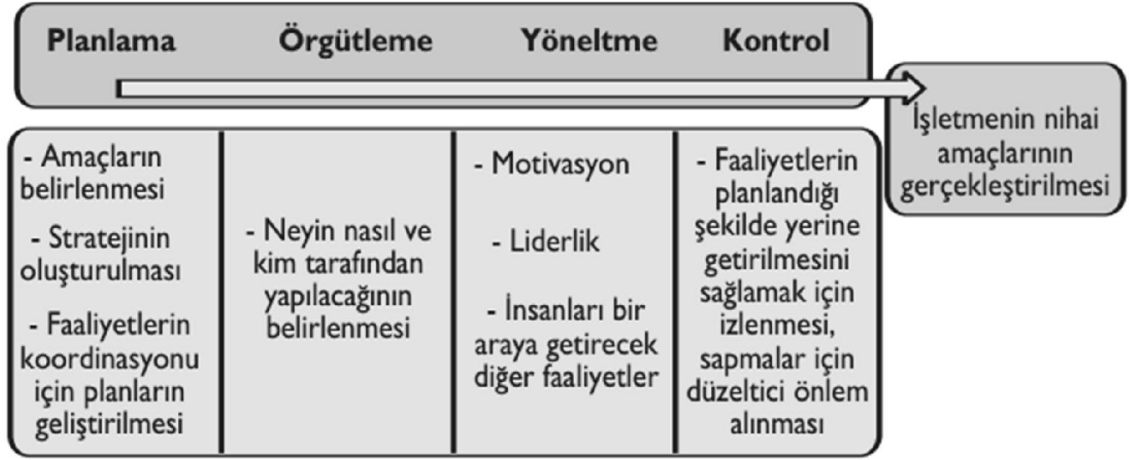 Planlama Örgütleme Yöneltme Kontrol
İşletmenin nihai
amaçlarının
gerçekleştirilmesi
- Amaçların
belirlenmesi
- Stratejinin
oluşturulması
- Faaliyetlerin
koordinasyonu
için planların
geliştirilmesi
- Neyin nasıl ve
kim tarafından
yapılacağının
belirlenmesi
- Motivasyon
- Liderlik
- İnsanları bir
araya getirecek
diğer faaliyetler
- Faaliyetlerin
planlandığı
şekilde yerine
getirilmesini
sağlamak için
izlenmesi,
sapmalar için
düzeltici önlem
alınması